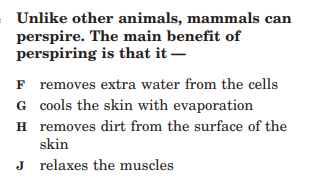 Unlike other animals, mammals can
perspire. The main benefit of
perspiring is that it —
F removes extra water from the cells
G cools the skin with evaporation
H removes dirt from the surface of the
skin
J relaxes the muscles